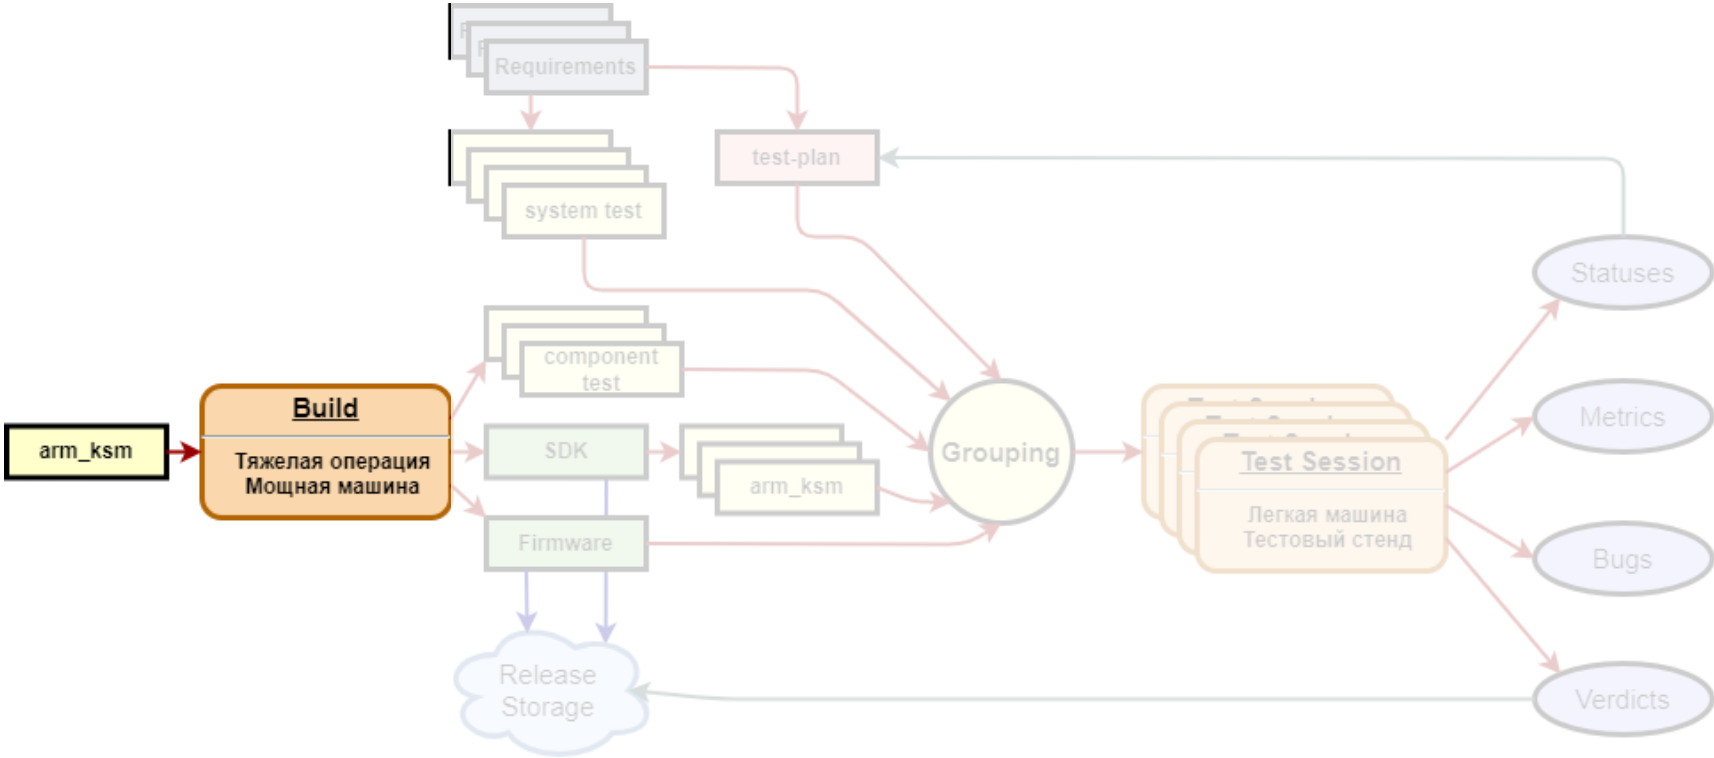 Requirements
test-plan
system test
Statuses
component
test
Build
Тяжелая операция
Мощная машина
arm_ksm
SDK
arm_ksm
Firmware
Grouping
Test Session
Легкая машина
Тестовый стенд
Metrics
Bugs
Release
Storage
Verdicts